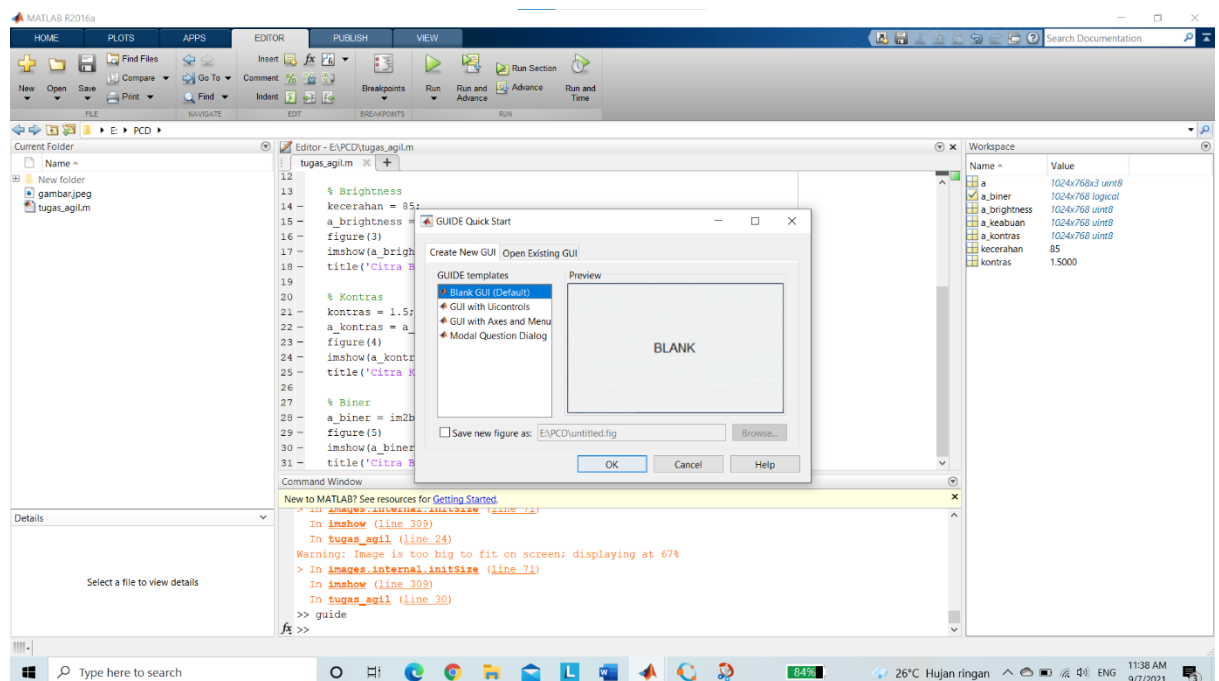 MATLAB R2016a
HOME PLOTS APPS EDITOR PUBLISH VIEW
Search Documentation
New Open Save Find Files Compare Print
Go To Find
Insert Comment Indent
Breakpoints
Run Run and Advance Run Section Advance Run and Time
FILE NAVIGATE EDIT BREAKPOINTS RUN
E: PCD
Current Folder
Name
New folder
gambar.jpeg
tugas_agil.m
Details
Select a file to view details
Editor - E:\PCD\tugas_agil.m
tugas_agil.m
12
13 % Brightness
14 – kecerahan = 85;
15 – a_brightness =
16 – figure(3)
17 – imshow(a_brigh
18 – title('Citra B
19
20 % Kontras
21 – kontras = 1.5;
22 – a_kontras = a_
23 – figure(4)
24 – imshow(a_kontr
25 – title('Citra K
26
27 % Biner
28 – a_biner = im2b
29 – figure(5)
30 – imshow(a_biner
31 – title('Citra B
GUIDE Quick Start
Create New GUI Open Existing GUI
GUIDE templates
Blank GUI (Default)
GUI with Uicontrols
GUI with Axes and Menu
Modal Question Dialog
Preview
BLANK
Save new figure as: E:\PCD\untitled.fig Browse...
OK Cancel Help
Command Window
New to MATLAB? See resources for Getting Started.
> In images.internal.initSize (line 71)
In imshow (line 309)
In tugas_agil (line 24)
Warning: Image is too big to fit on screen; displaying at 67%
> In images.internal.initSize (line 71)
In imshow (line 309)
In tugas_agil (line 30)
>> guide
fx >>
Workspace
Name Value
a 1024x768x3 uint8
a_biner 1024x768 logical
a_brightness 1024x768 uint8
a_keabuan 1024x768 uint8
a_kontras 1024x768 uint8
kecerahan 85
kontras 1.5000
Type here to search
84%
26°C Hujan ringan
ENG
11:38 AM
9/7/2021